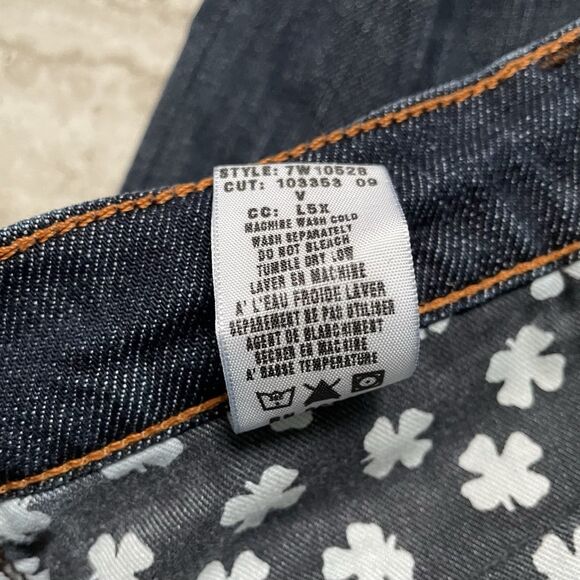 STYLE: 7W10528
CUT: 103353 09
V
CC: L5X
MACHINE WASH COLD
WASH SEPARATELY
DO NOT BLEACH
TUMBLE DRY LOW
LAVER EN MACHINE
A' L'EAU FROIDE LAVER
SEPAREMENT NE PAS UTILISER
AGENT DE BLANCHIMENT
SECHER EN MACHINE
A' BASSE TEMPERATURE